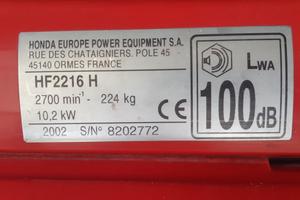 HONDA EUROPE POWER EQUIPMENT S.A.
RUE DES CHATAIGNIERS. POLE 45
45140 ORMES FRANCE
HF2216 H
2700 min⁻¹ - 224 kg
10,2 kW
CE
2002 S/N° 8202772
LWA
100dB